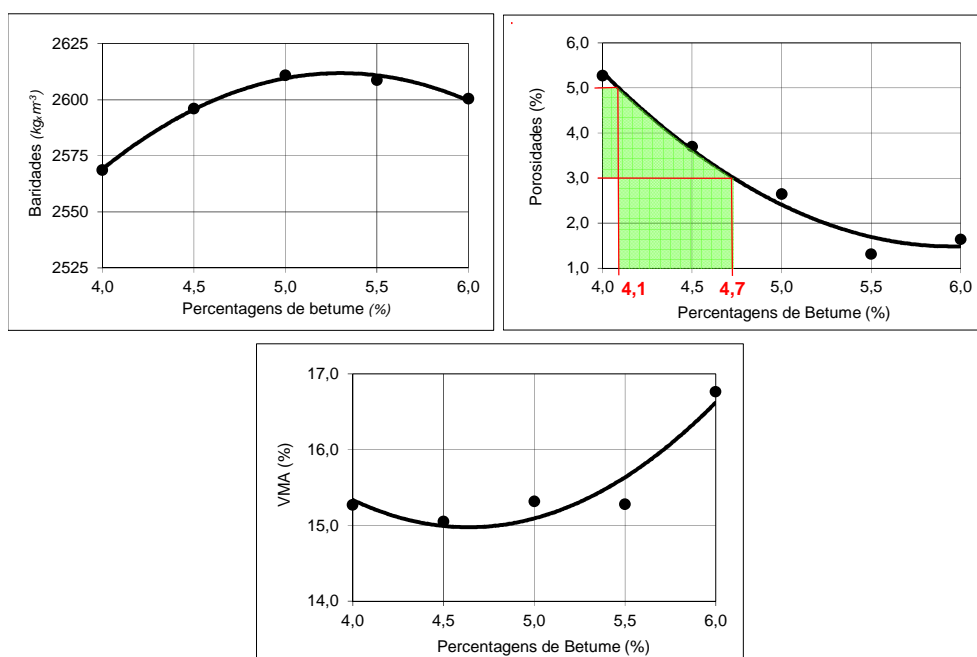 2625
2600
2575
2550
2525
Baridades (kg/m³)
4,0 4,5 5,0 5,5 6,0
Percentagens de betume (%)
6,0
5,0
4,0
3,0
2,0
1,0
Porosidades (%)
4,0 4,5 5,0 5,5 6,0
4,1 4,7
Percentagens de Betume (%)
17,0
16,0
15,0
14,0
VMA (%)
4,0 4,5 5,0 5,5 6,0
Percentagens de Betume (%)